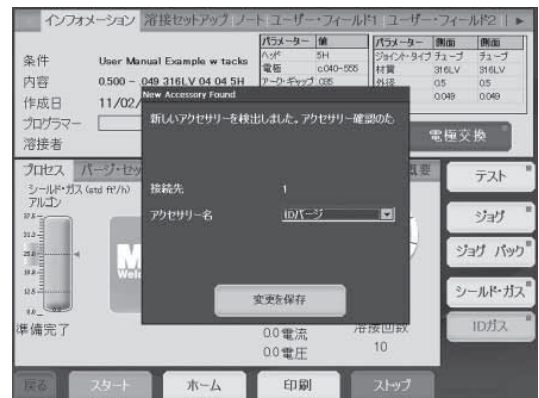 インフォメーション 溶接セットアップ ノート ユーザー・フィールド1 ユーザー・フィールド2
条件 User Manual Example w tacks
内容 0.500 - .049 316LV 04 04 5H
作成日 11/02/
プログラマー
溶接者
パラメーター 値
ヘッド 5H
電極 c.040-555
アーク・ギャップ .035
パラメーター 側面 側面
ジョイント・タイプ チューブ チューブ
材質 316LV 316LV
外径 0.5 0.5
0.049 0.049
電極交換
New Accessory Found
新しいアクセサリーを検出しました。アクセサリー確認のた
接続先 1
アクセサリー名 IDパージ
変更を保存
プロセス パージ・セッ 概要
シールド・ガス (std ft³/h)
アルゴン
準備完了
M
Wel
0.0 電流
0.0 電圧
溶接回数
10
テスト
ジョグ
ジョグ バック
シールド・ガス
IDガス
戻る スタート ホーム 印刷 ストップ